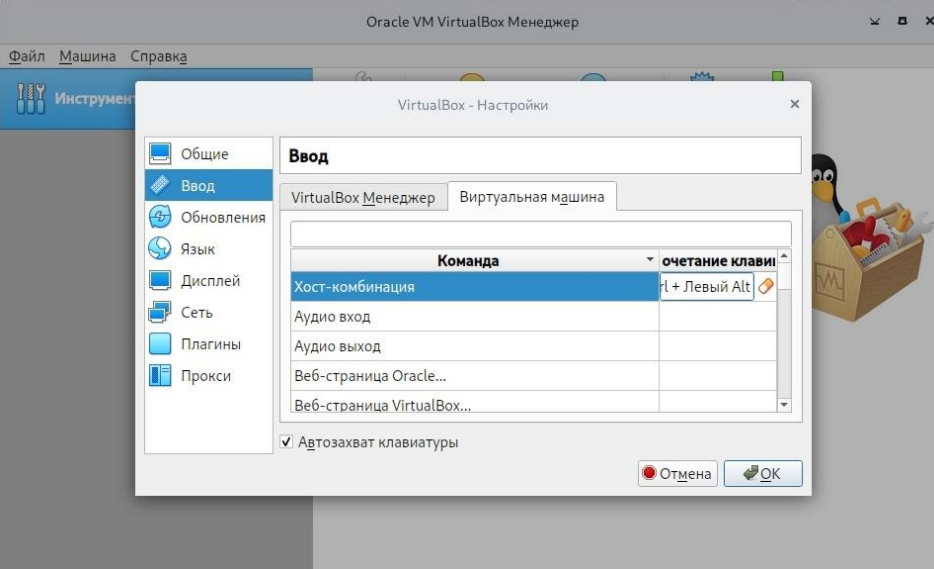 Oracle VM VirtualBox Менеджер
Файл Машина Справка
Инструмен
VirtualBox - Настройки
Общие
Ввод
Обновления
Язык
Дисплей
Сеть
Плагины
Прокси
Ввод
VirtualBox Менеджер Виртуальная машина
Команда очетание клави
Хост-комбинация rl + Левый Alt
Аудио вход
Аудио выход
Веб-страница Oracle...
Веб-страница VirtualBox...
Автозахват клавиатуры
Отмена OK